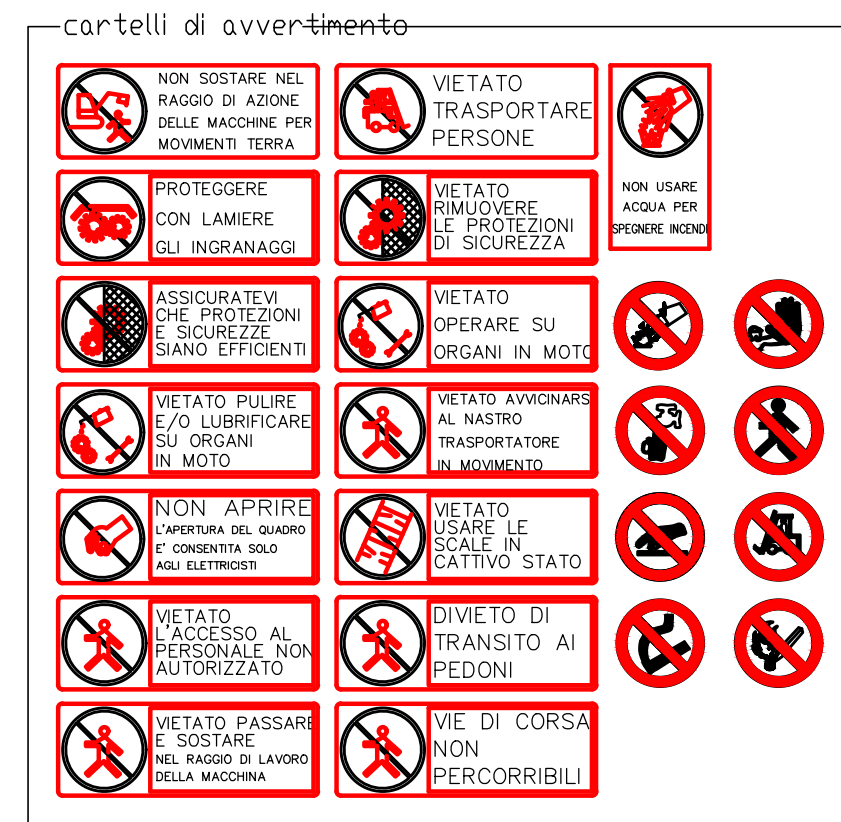 cartelli di avvertimento
NON SOSTARE NEL
RAGGIO DI AZIONE
DELLE MACCHINE PER
MOVIMENTI TERRA
VIETATO
TRASPORTARE
PERSONE
NON USARE
ACQUA PER
SPEGNERE INCENDI
PROTEGGERE
CON LAMIERE
GLI INGRANAGGI
VIETATO
RIMUOVERE
LE PROTEZIONI
DI SICUREZZA
ASSICURATEVI
CHE PROTEZIONI
E SICUREZZE
SIANO EFFICIENTI
VIETATO
OPERARE SU
ORGANI IN MOTO
VIETATO PULIRE
E/O LUBRIFICARE
SU ORGANI
IN MOTO
VIETATO AVVICINARS
AL NASTRO
TRASPORTATORE
IN MOVIMENTO
NON APRIRE
L'APERTURA DEL QUADRO
E' CONSENTITA SOLO
AGLI ELETTRICISTI
VIETATO
USARE LE
SCALE IN
CATTIVO STATO
VIETATO
L'ACCESSO AL
PERSONALE NON
AUTORIZZATO
DIVIETO DI
TRANSITO AI
PEDONI
VIETATO PASSARE
E SOSTARE
NEL RAGGIO DI LAVORO
DELLA MACCHINA
VIE DI CORSA
NON
PERCORRIBILI